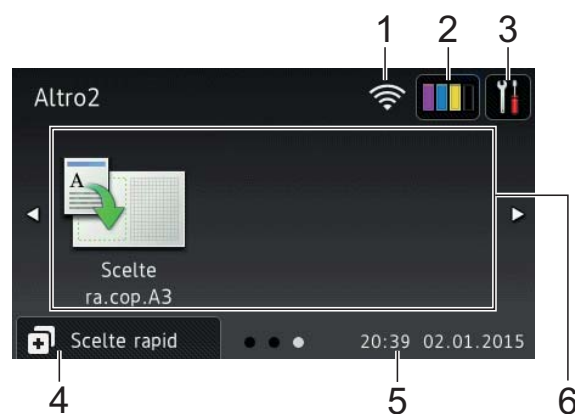 1 2 3
Altro2
A
Scelte
ra.cop.A3
Scelte rapid
20:39 02.01.2015
4 5 6